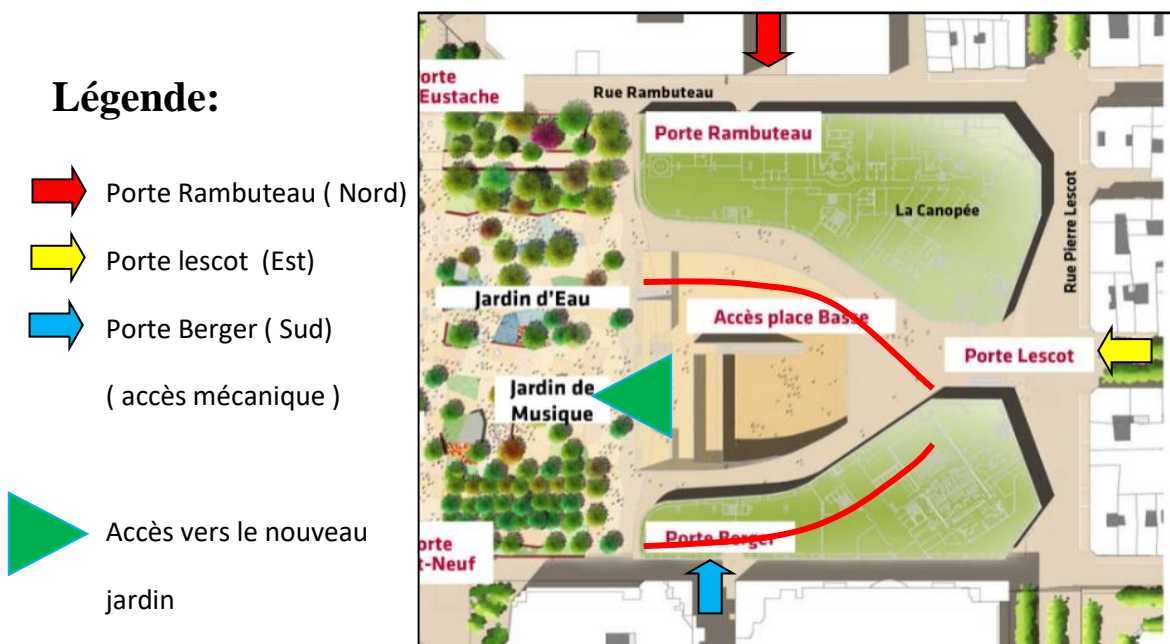 Légende:
Porte Rambuteau ( Nord)
Porte lescot (Est)
Porte Berger ( Sud)
( accès mécanique )
Accès vers le nouveau
jardin
orte
Eustache
Rue Rambuteau
Porte Rambuteau
La Canopée
Rue Pierre Lescot
Jardin d'Eau
Accès place Basse
Porte Lescot
Jardin de
Musique
Porte Berger
orte
t-Neuf